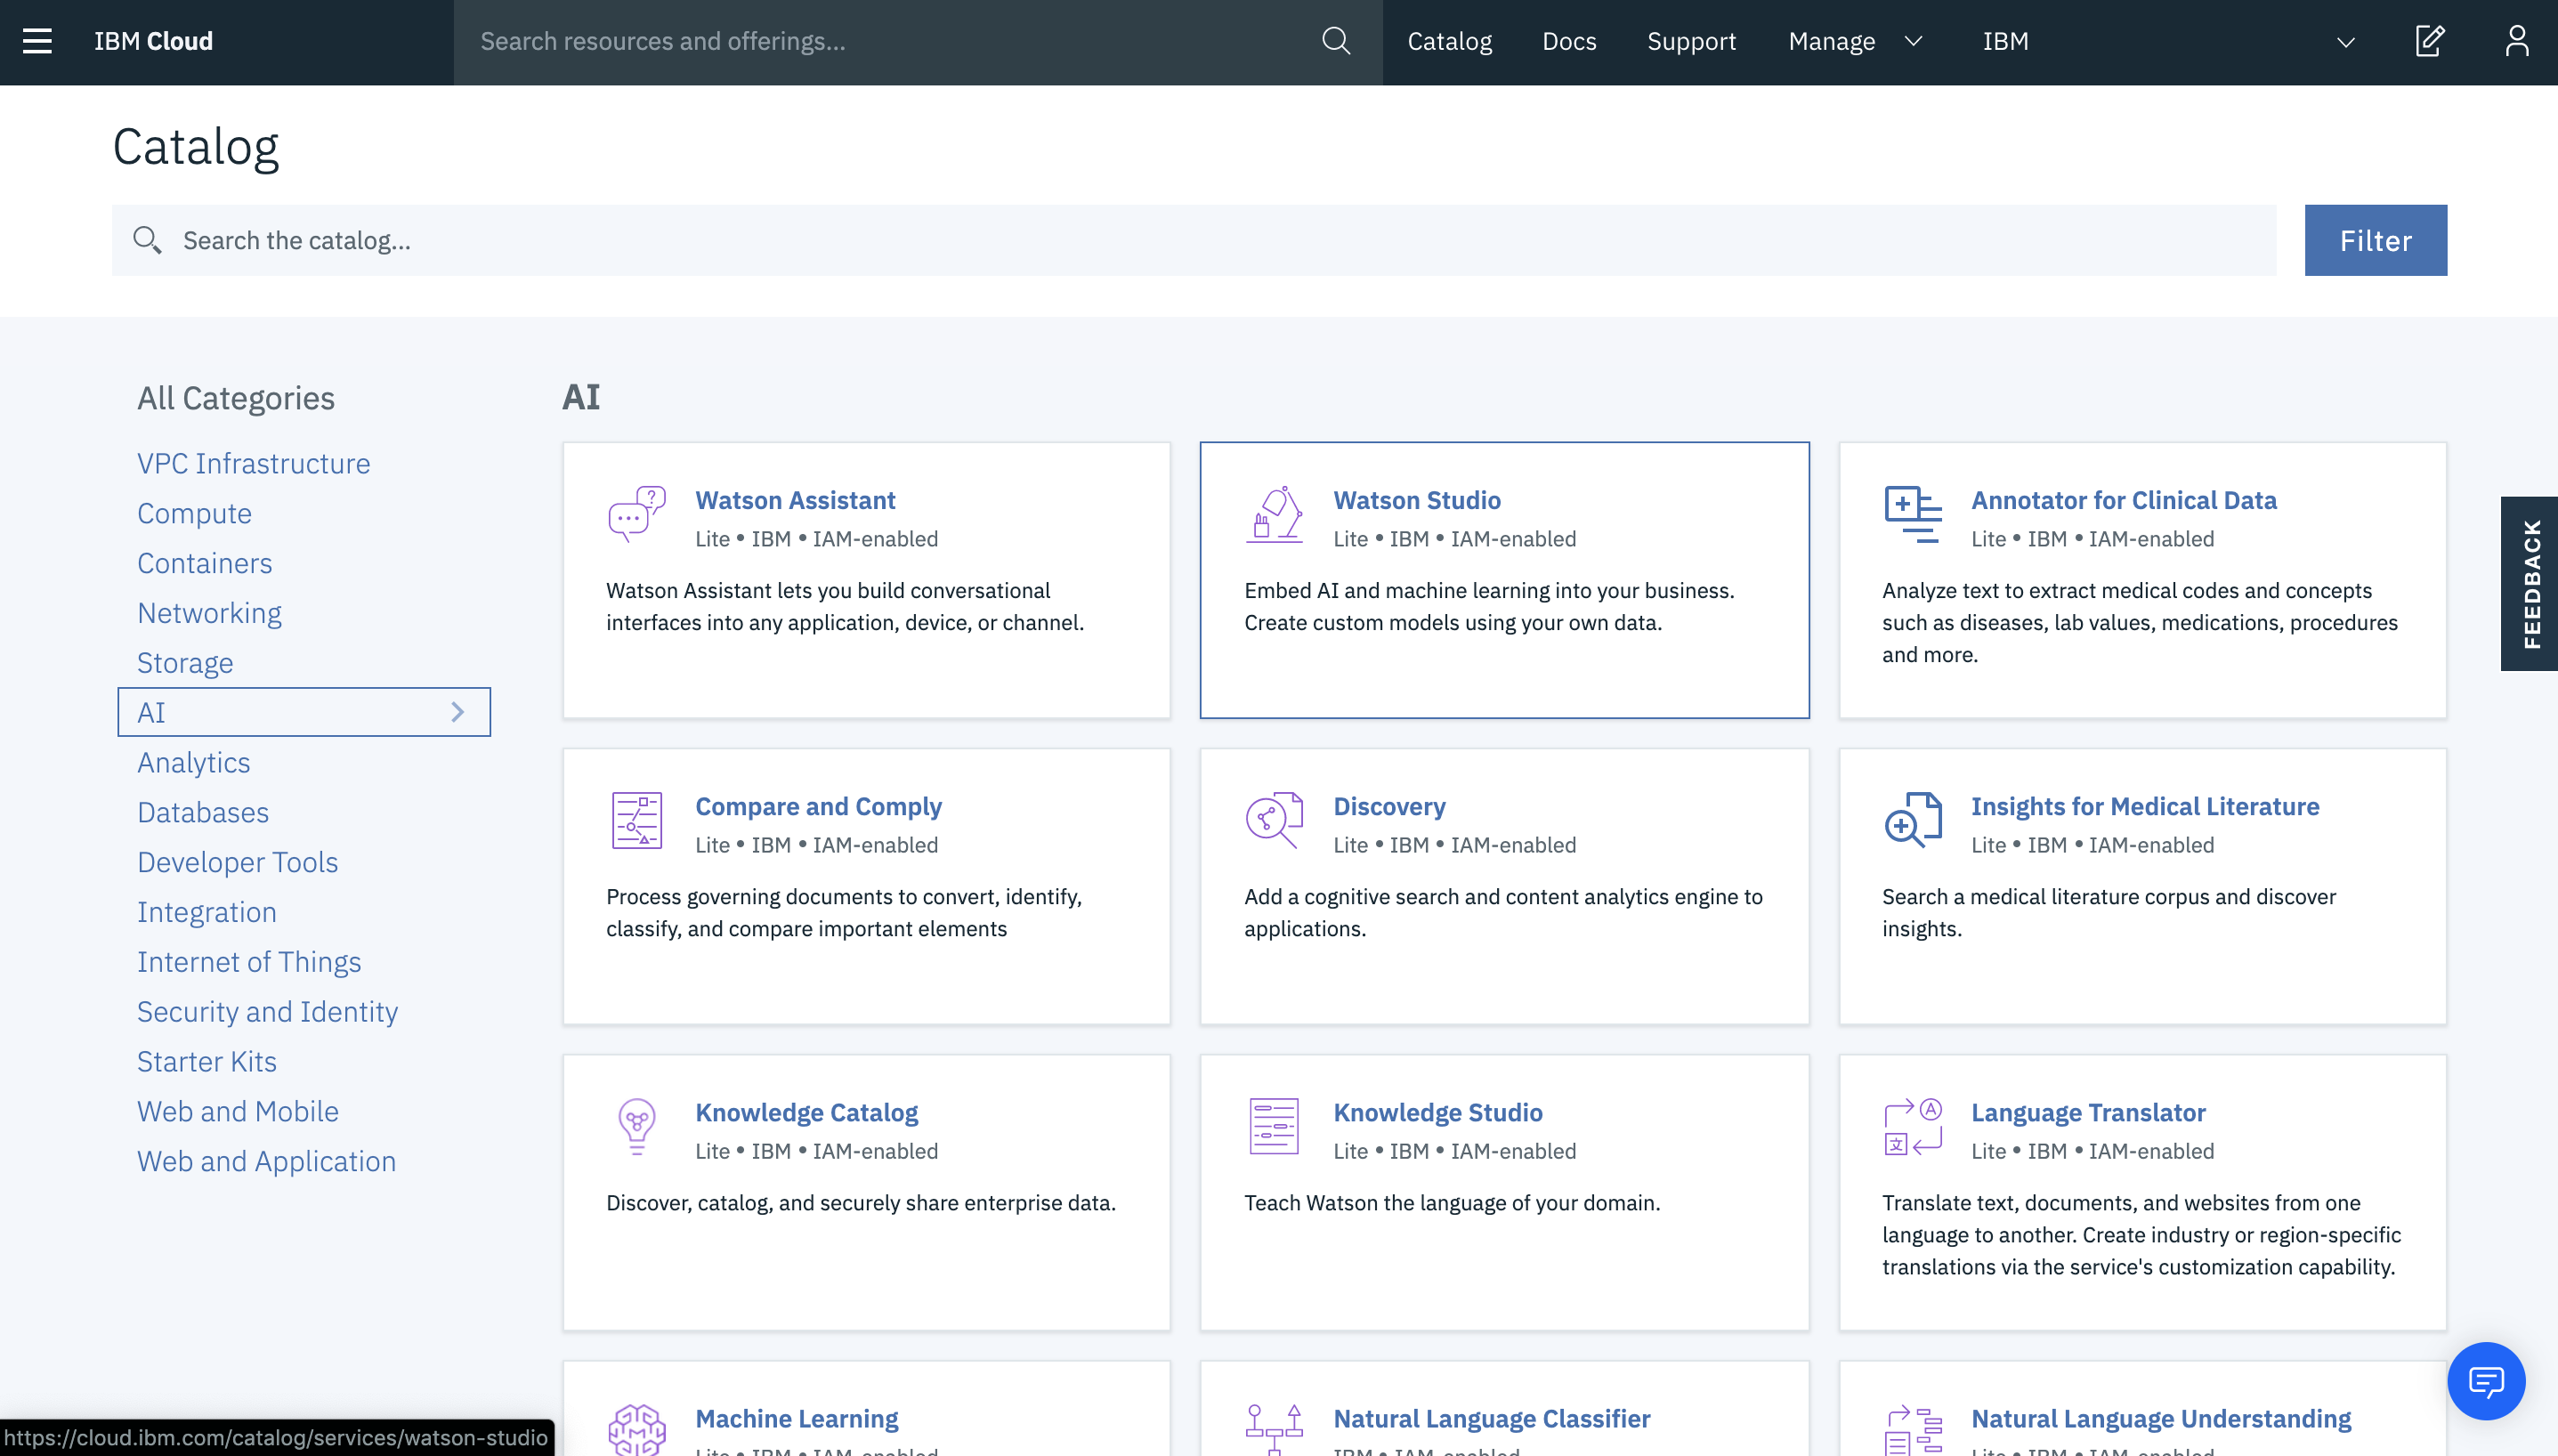 IBM Cloud
Search resources and offerings...
Catalog
Docs
Support
Manage
IBM
Catalog
Search the catalog...
Filter
All Categories
VPC Infrastructure
Compute
Containers
Networking
Storage
AI
Analytics
Databases
Developer Tools
Integration
Internet of Things
Security and Identity
Starter Kits
Web and Mobile
Web and Application
AI
Watson Assistant
Lite • IBM • IAM-enabled
Watson Assistant lets you build conversational
interfaces into any application, device, or channel.
Watson Studio
Lite • IBM • IAM-enabled
Embed AI and machine learning into your business.
Create custom models using your own data.
Annotator for Clinical Data
Lite • IBM • IAM-enabled
Analyze text to extract medical codes and concepts
such as diseases, lab values, medications, procedures
and more.
Compare and Comply
Lite • IBM • IAM-enabled
Process governing documents to convert, identify,
classify, and compare important elements
Discovery
Lite • IBM • IAM-enabled
Add a cognitive search and content analytics engine to
applications.
Insights for Medical Literature
Lite • IBM • IAM-enabled
Search a medical literature corpus and discover
insights.
Knowledge Catalog
Lite • IBM • IAM-enabled
Discover, catalog, and securely share enterprise data.
Knowledge Studio
Lite • IBM • IAM-enabled
Teach Watson the language of your domain.
Language Translator
Lite • IBM • IAM-enabled
Translate text, documents, and websites from one
language to another. Create industry or region-specific
translations via the service's customization capability.
Machine Learning
Lite • IBM • IAM-enabled
Natural Language Classifier
IBM • IAM-enabled
Natural Language Understanding
Lite • IBM • IAM-enabled
FEEDBACK
https://cloud.ibm.com/catalog/services/watson-studio